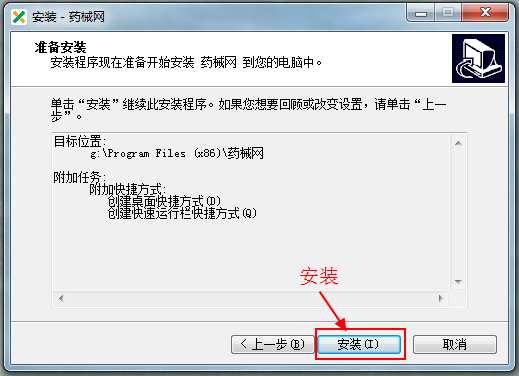 安装 - 药械网
准备安装
安装程序现在准备开始安装 药械网 到您的电脑中。
单击“安装”继续此安装程序。如果您想要回顾或改变设置，请单击“上一
步”。
目标位置:
g:\Program Files (x86)\药械网
附加任务:
附加快捷方式:
创建桌面快捷方式(D)
创建快速运行栏快捷方式(Q)
安装
< 上一步(B)
安装(I)
取消